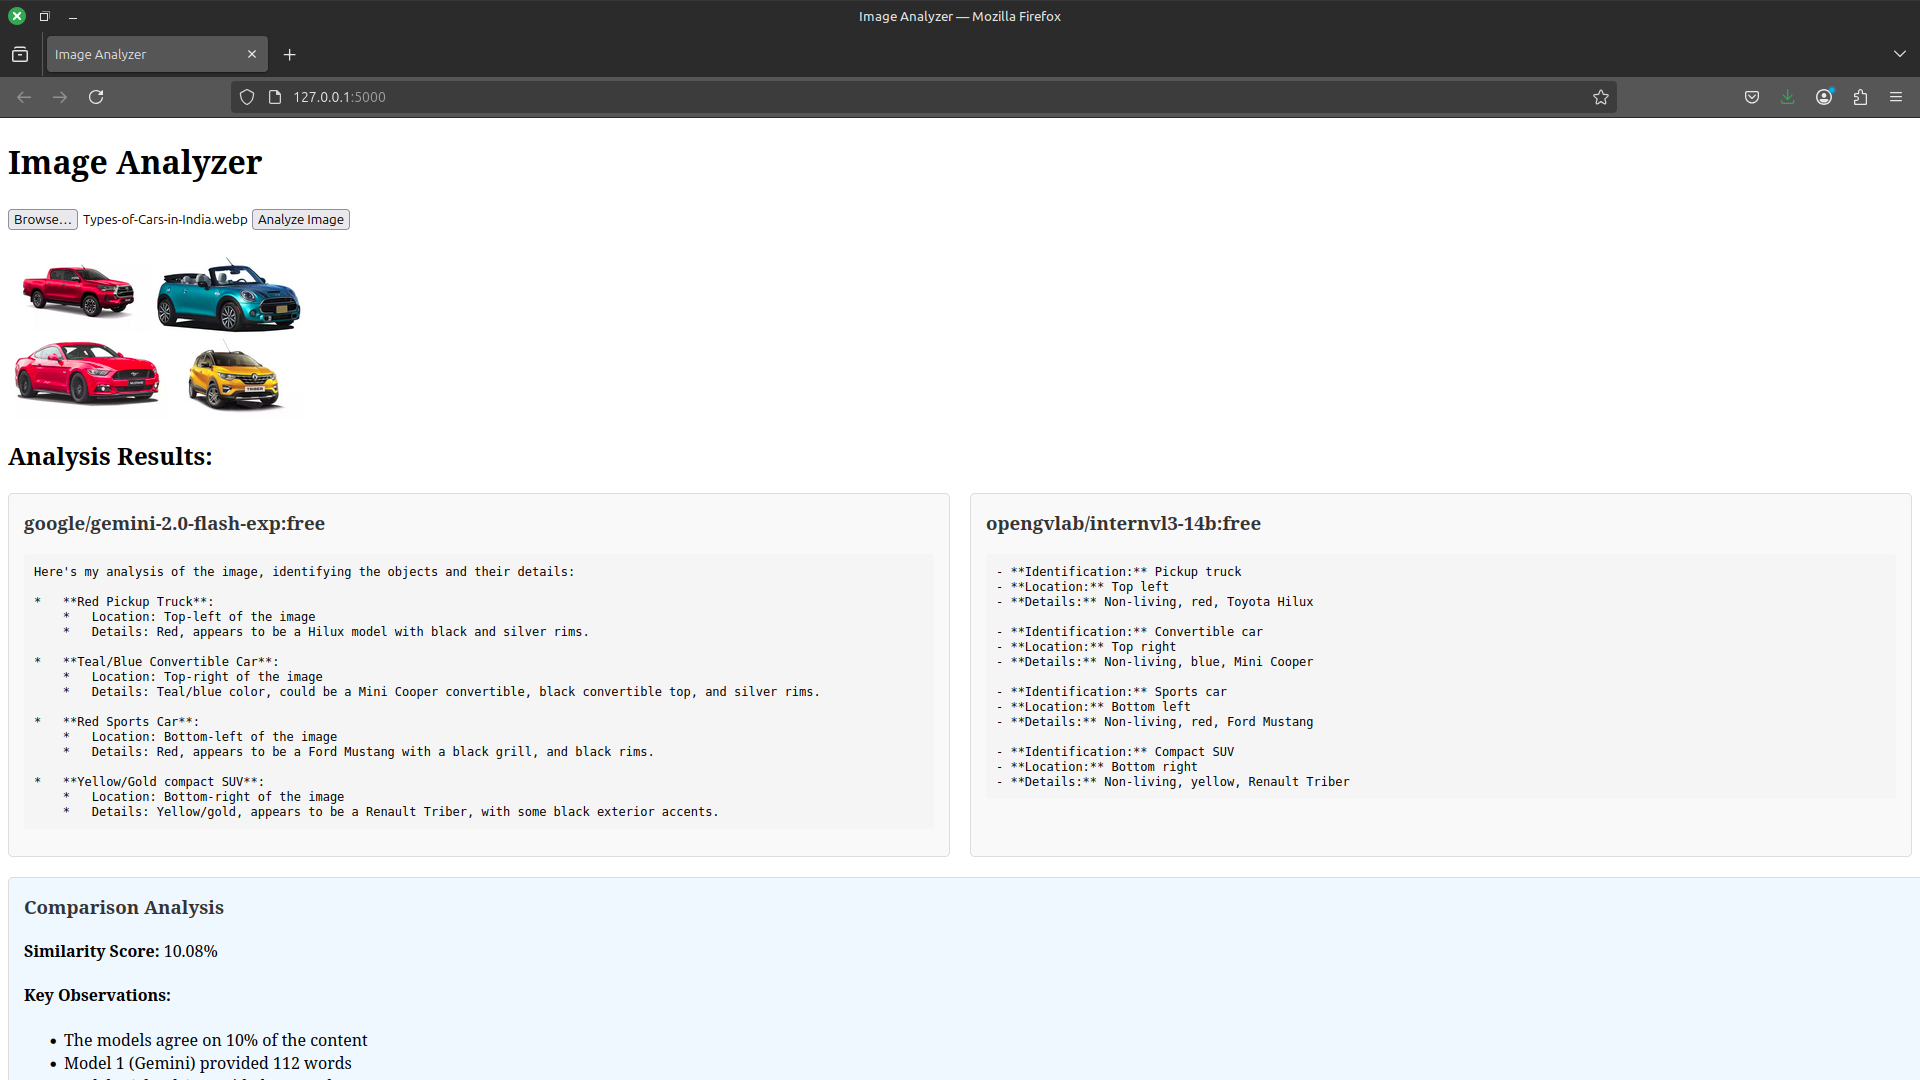 Image Analyzer — Mozilla Firefox
Image Analyzer
127.0.0.1:5000
Image Analyzer
Browse... Types-of-Cars-in-India.webp Analyze Image
MUSTANG
TRIBER
Analysis Results:
google/gemini-2.0-flash-exp:free
Here's my analysis of the image, identifying the objects and their details:
*   **Red Pickup Truck**:
    *   Location: Top-left of the image
    *   Details: Red, appears to be a Hilux model with black and silver rims.
*   **Teal/Blue Convertible Car**:
    *   Location: Top-right of the image
    *   Details: Teal/blue color, could be a Mini Cooper convertible, black convertible top, and silver rims.
*   **Red Sports Car**:
    *   Location: Bottom-left of the image
    *   Details: Red, appears to be a Ford Mustang with a black grill, and black rims.
*   **Yellow/Gold compact SUV**:
    *   Location: Bottom-right of the image
    *   Details: Yellow/gold, appears to be a Renault Triber, with some black exterior accents.
opengvlab/internvl3-14b:free
- **Identification:** Pickup truck
- **Location:** Top left
- **Details:** Non-living, red, Toyota Hilux
- **Identification:** Convertible car
- **Location:** Top right
- **Details:** Non-living, blue, Mini Cooper
- **Identification:** Sports car
- **Location:** Bottom left
- **Details:** Non-living, red, Ford Mustang
- **Identification:** Compact SUV
- **Location:** Bottom right
- **Details:** Non-living, yellow, Renault Triber
Comparison Analysis
Similarity Score: 10.08%
Key Observations:
• The models agree on 10% of the content
• Model 1 (Gemini) provided 112 words